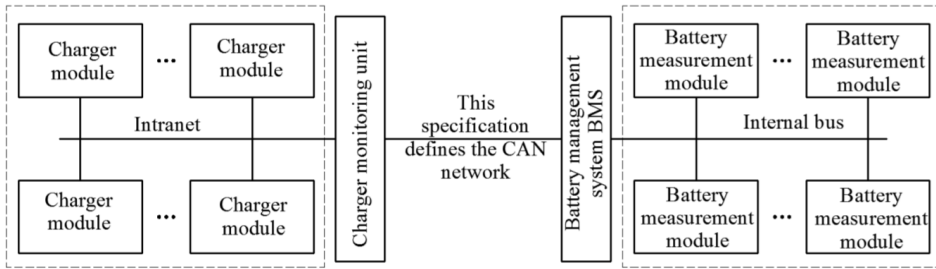 Charger
module
...
Charger
module
Intranet
Charger
module
...
Charger
module
Charger monitoring unit
This
specification
defines the CAN
network
Battery management
system BMS
Battery
measurement
module
...
Battery
measurement
module
Internal bus
Battery
measurement
module
...
Battery
measurement
module